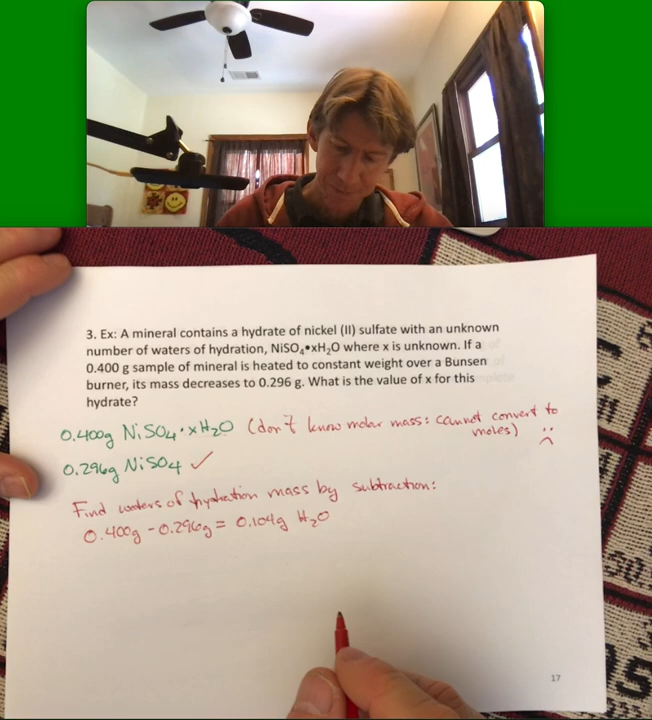 3. Ex: A mineral contains a hydrate of nickel (II) sulfate with an unknown
number of waters of hydration, NiSO₄•xH₂O where x is unknown. If a
0.400 g sample of mineral is heated to constant weight over a Bunsen
burner, its mass decreases to 0.296 g. What is the value of x for this
hydrate?
0.400g NiSO₄·xH₂O (don't know molar mass: cannot convert to
moles)
0.296g NiSO₄ ✓
Find waters of hydration mass by subtraction:
0.400g - 0.296g = 0.104g H₂O
17